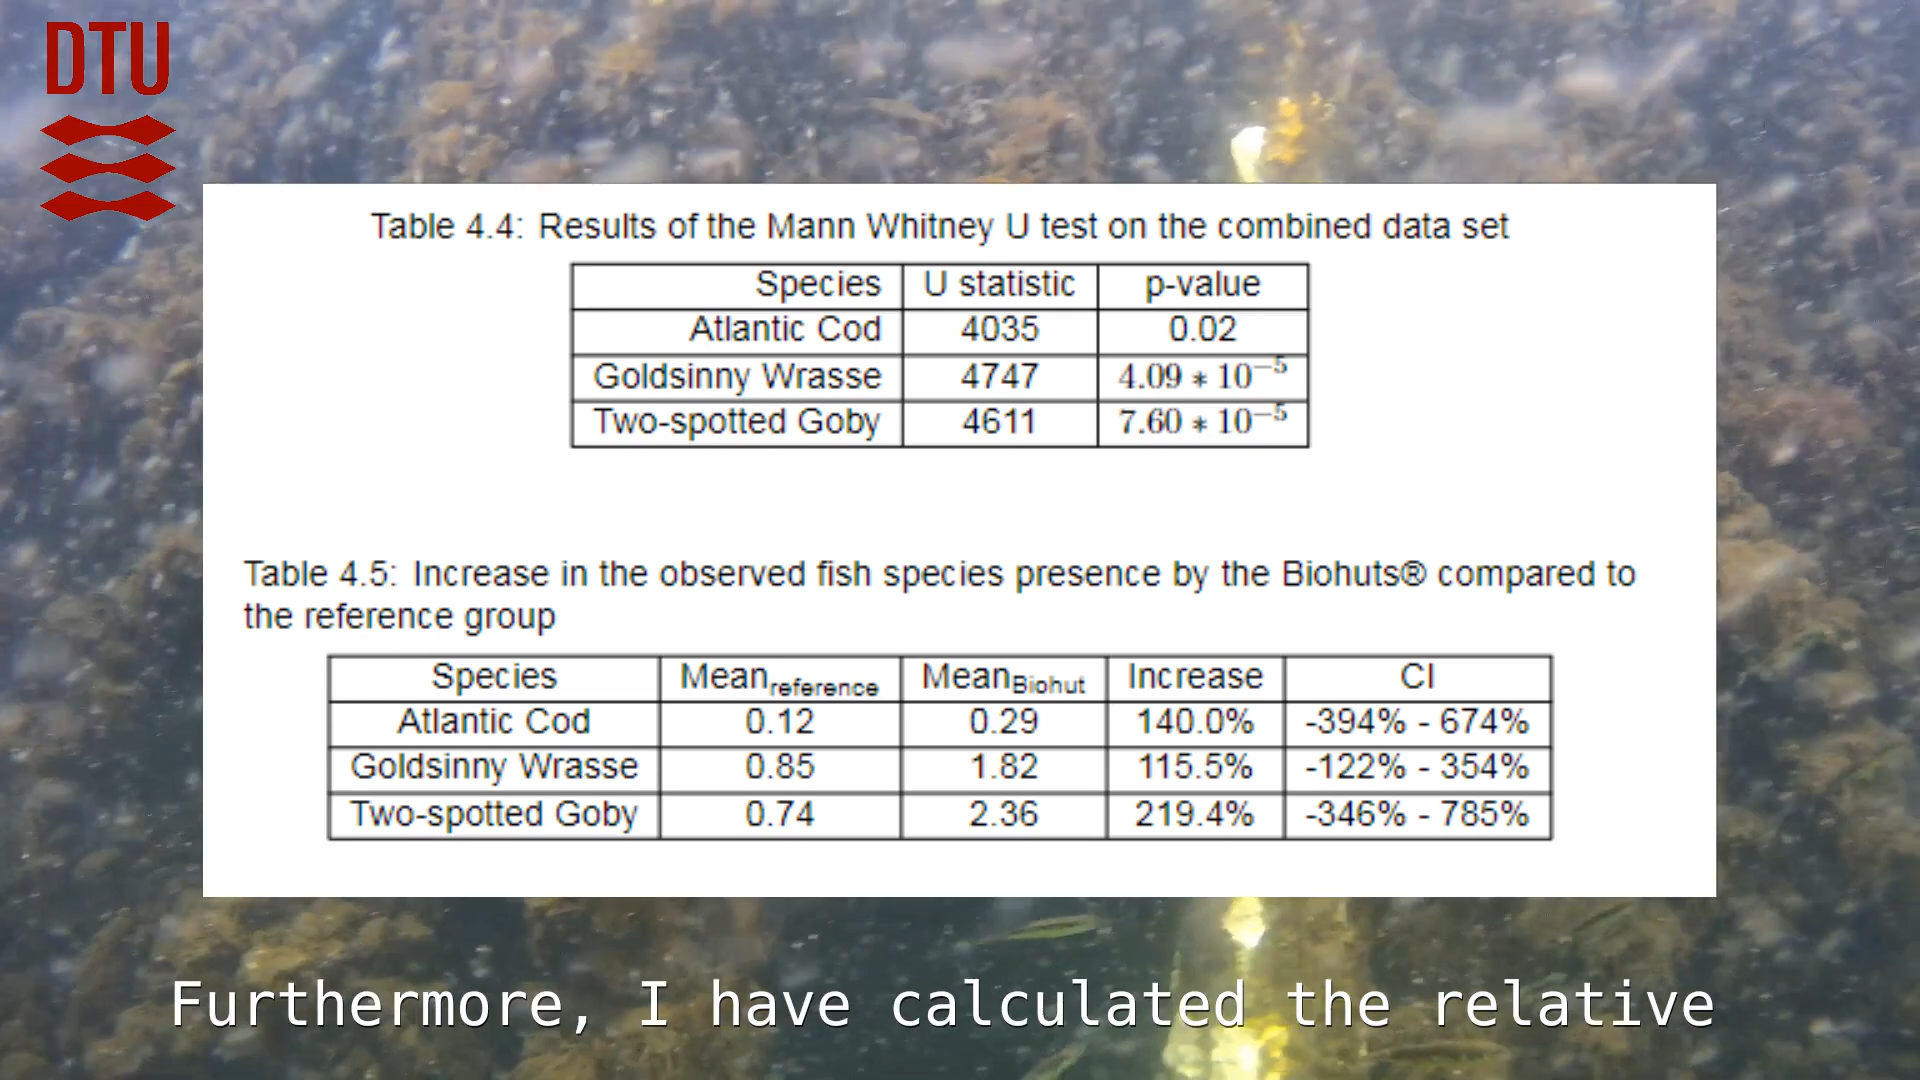 DTU
Table 4.4: Results of the Mann Whitney U test on the combined data set
Species U statistic p-value
Atlantic Cod 4035 0.02
Goldsinny Wrasse 4747 4.09 * 10⁻⁵
Two-spotted Goby 4611 7.60 * 10⁻⁵
Table 4.5: Increase in the observed fish species presence by the Biohuts® compared to
the reference group
Species Mean_reference Mean_Biohut Increase CI
Atlantic Cod 0.12 0.29 140.0% -394% - 674%
Goldsinny Wrasse 0.85 1.82 115.5% -122% - 354%
Two-spotted Goby 0.74 2.36 219.4% -346% - 785%
Furthermore, I have calculated the relative